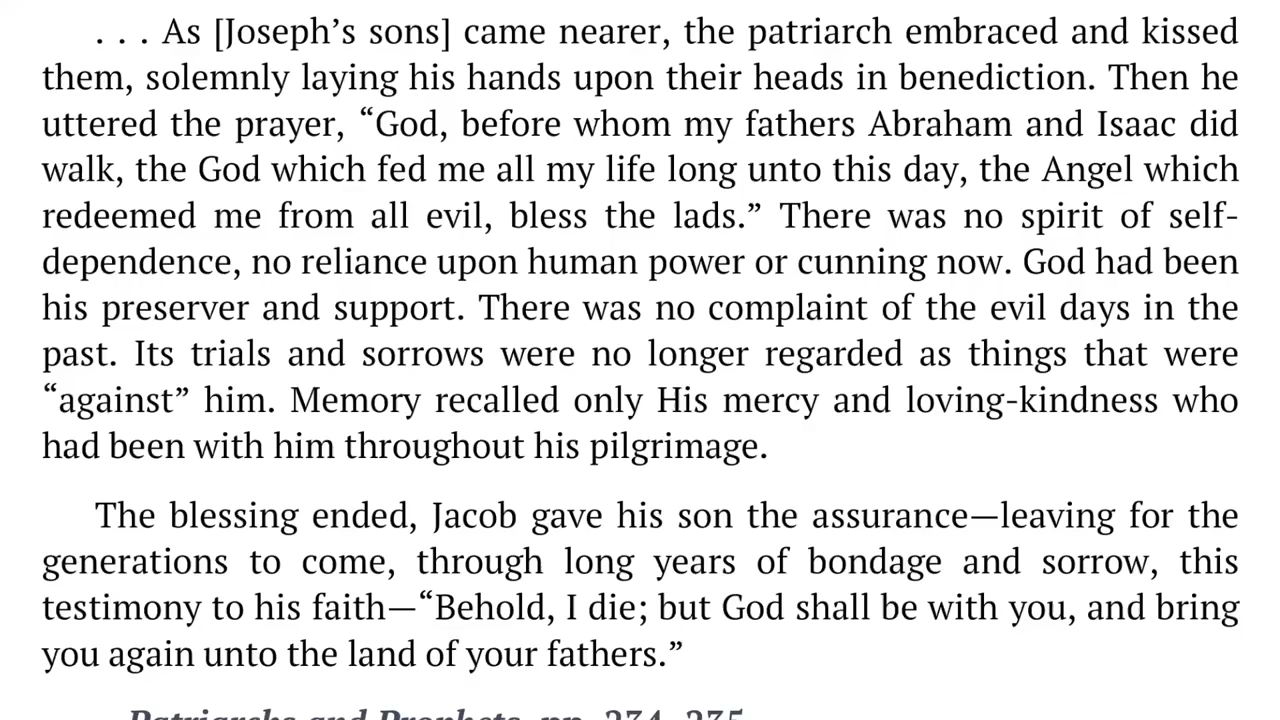 . . . As [Joseph’s sons] came nearer, the patriarch embraced and kissed
them, solemnly laying his hands upon their heads in benediction. Then he
uttered the prayer, “God, before whom my fathers Abraham and Isaac did
walk, the God which fed me all my life long unto this day, the Angel which
redeemed me from all evil, bless the lads.” There was no spirit of self-
dependence, no reliance upon human power or cunning now. God had been
his preserver and support. There was no complaint of the evil days in the
past. Its trials and sorrows were no longer regarded as things that were
“against” him. Memory recalled only His mercy and loving-kindness who
had been with him throughout his pilgrimage.
The blessing ended, Jacob gave his son the assurance—leaving for the
generations to come, through long years of bondage and sorrow, this
testimony to his faith—“Behold, I die; but God shall be with you, and bring
you again unto the land of your fathers.”
Patriarchs and Prophets, pp. 234, 235